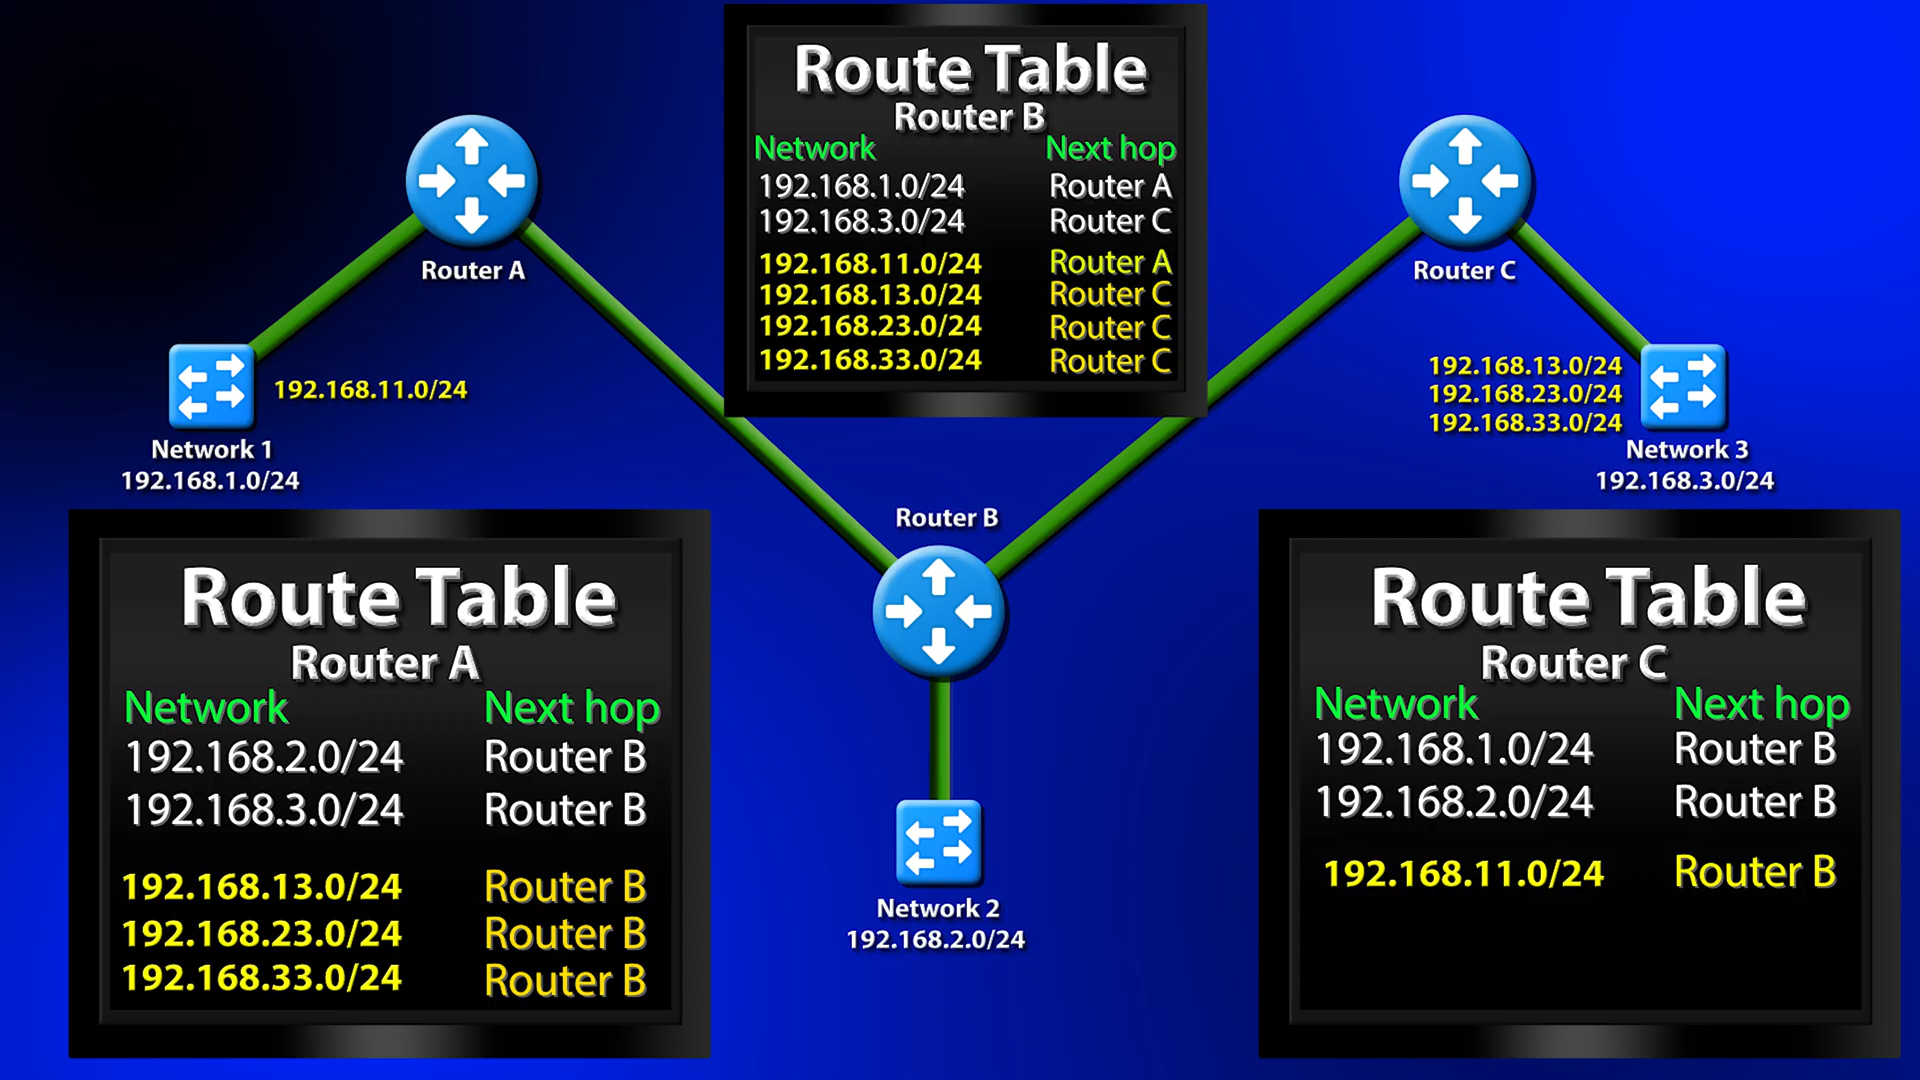 Route Table
Router B
Network Next hop
192.168.1.0/24 Router A
192.168.3.0/24 Router C
192.168.11.0/24 Router A
192.168.13.0/24 Router C
192.168.23.0/24 Router C
192.168.33.0/24 Router C
Router A
Router C
192.168.11.0/24
Network 1
192.168.1.0/24
192.168.13.0/24
192.168.23.0/24
192.168.33.0/24
Network 3
192.168.3.0/24
Router B
Network 2
192.168.2.0/24
Route Table
Router A
Network Next hop
192.168.2.0/24 Router B
192.168.3.0/24 Router B
192.168.13.0/24 Router B
192.168.23.0/24 Router B
192.168.33.0/24 Router B
Route Table
Router C
Network Next hop
192.168.1.0/24 Router B
192.168.2.0/24 Router B
192.168.11.0/24 Router B